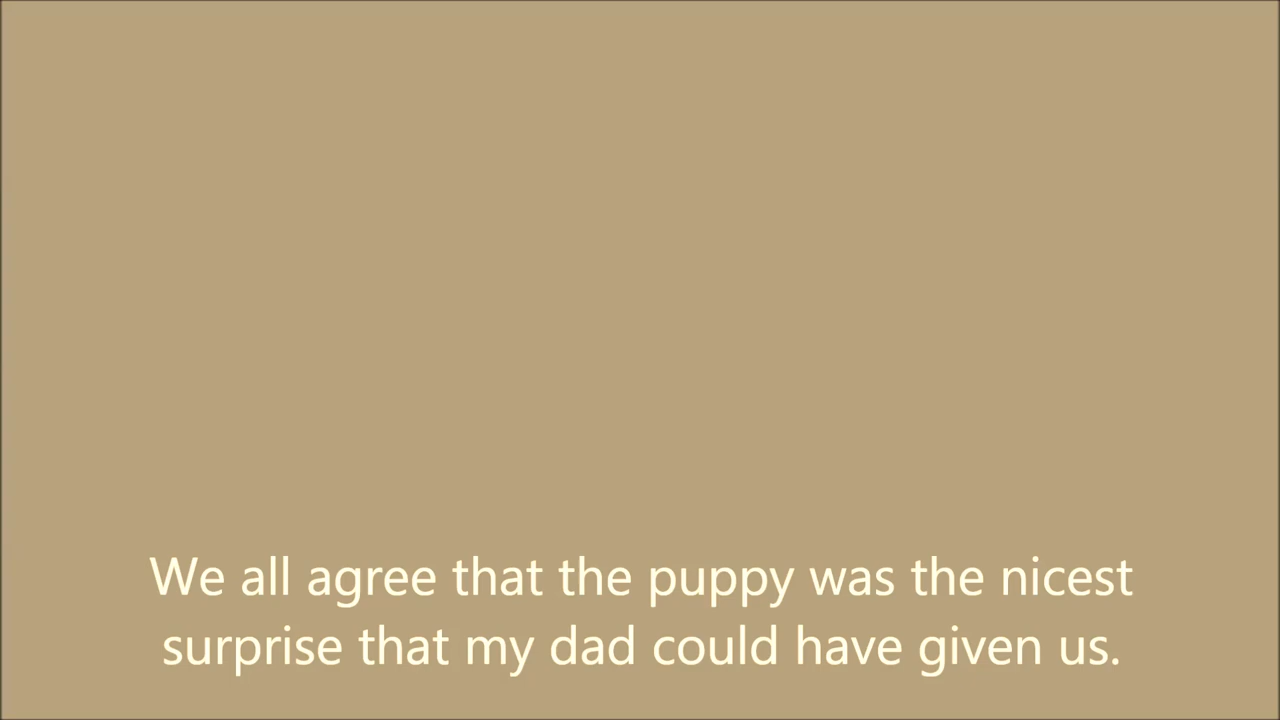 We all agree that the puppy was the nicest
surprise that my dad could have given us.